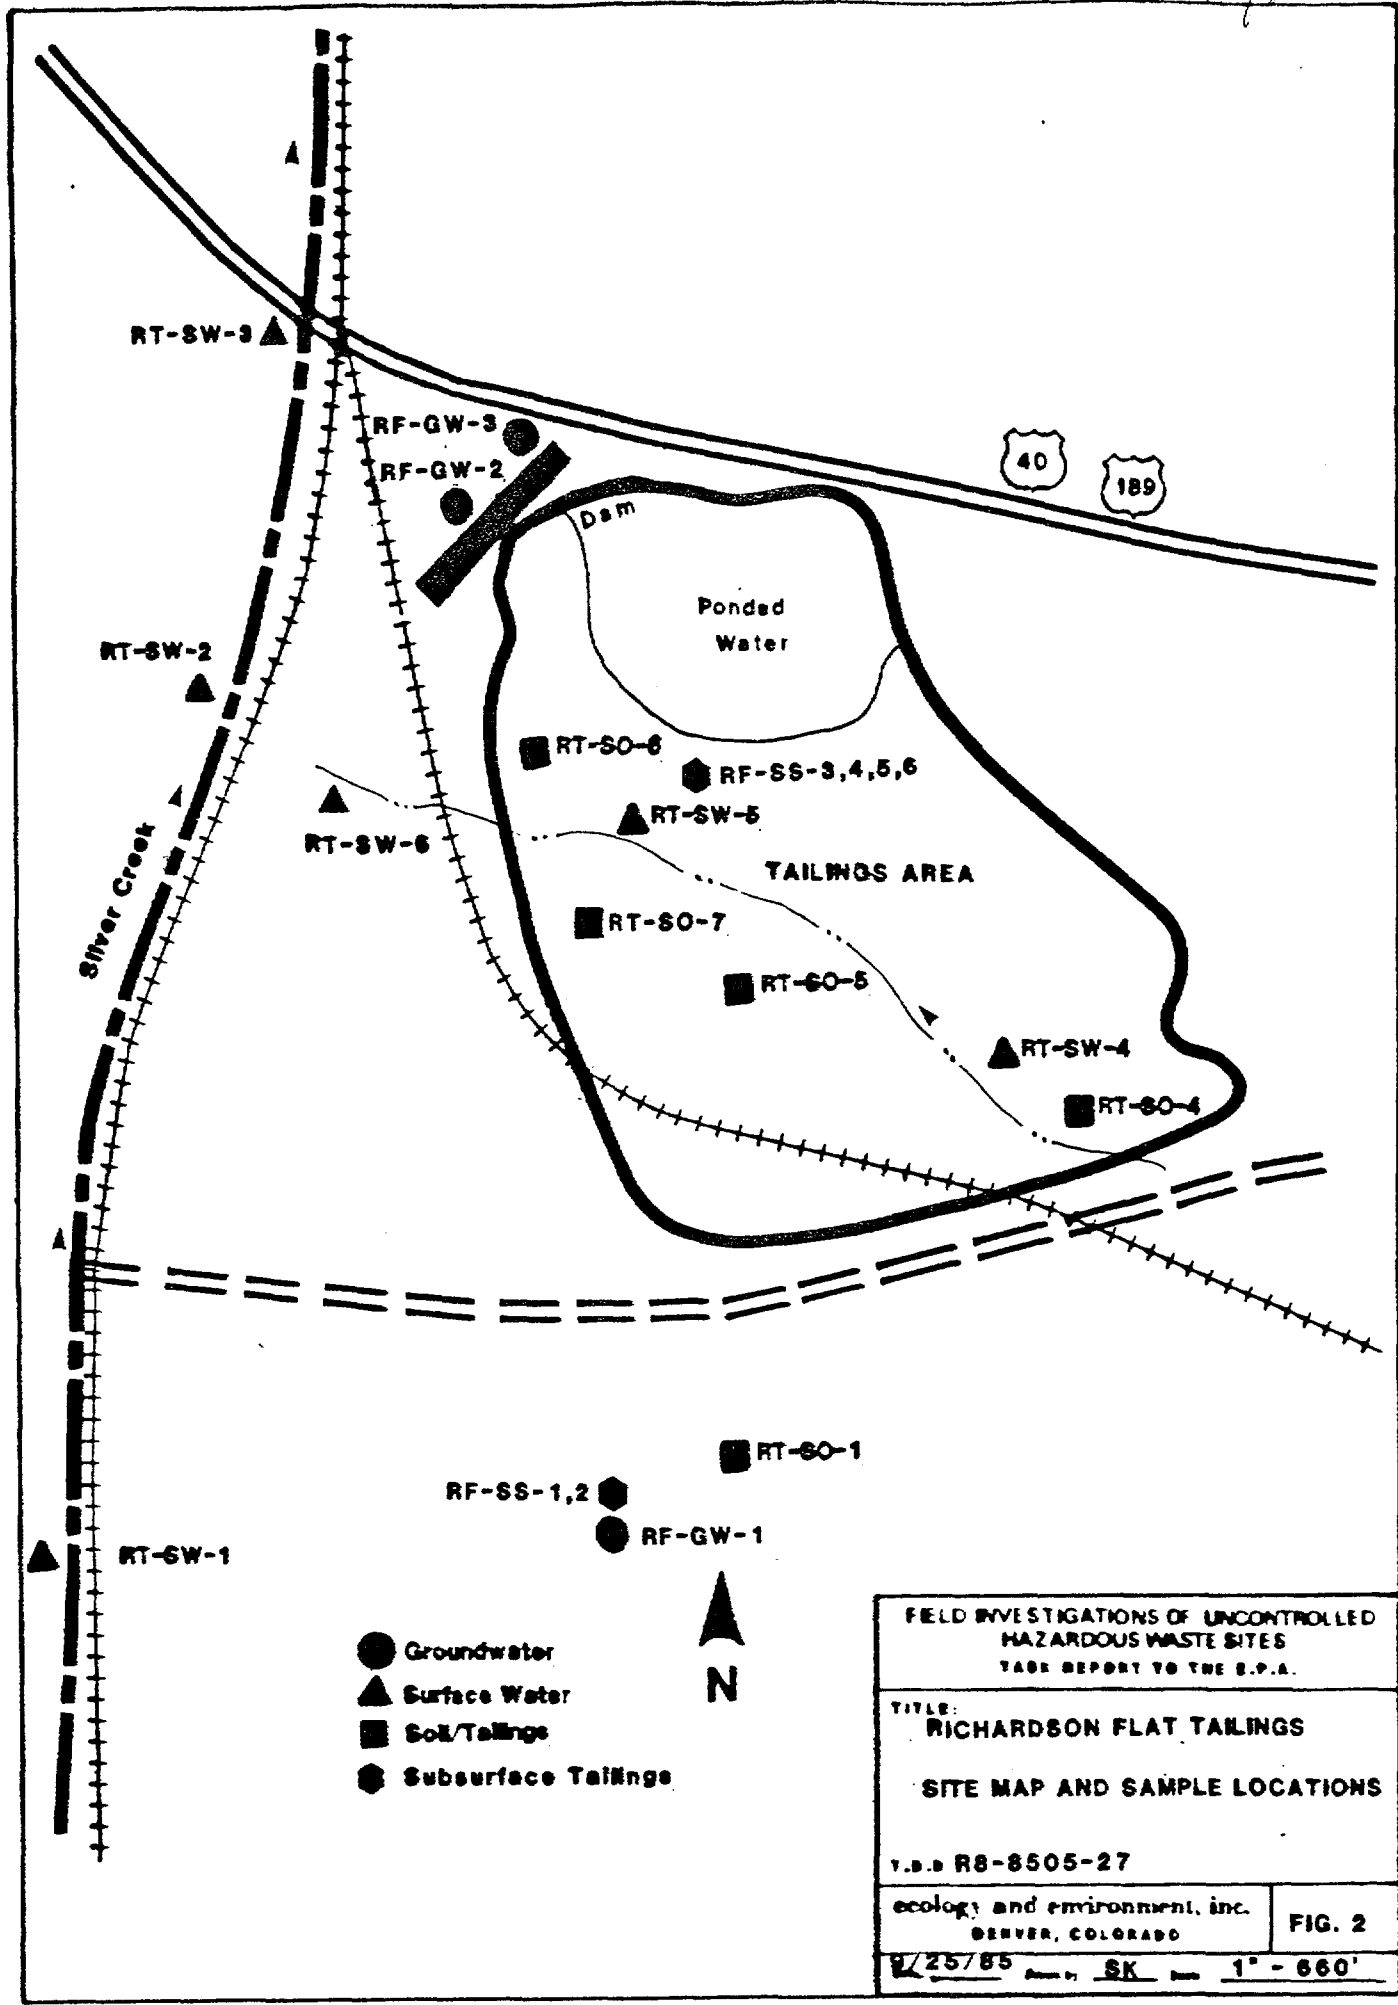 RT-SW-3
RF-GW-3
RF-GW-2
40
189
Dam
Ponded
Water
RT-SW-2
RT-SO-6
RF-SS-3,4,5,6
RT-SW-5
RT-SW-6
TAILINGS AREA
Silver Creek
RT-SO-7
RT-SO-5
RT-SW-4
RT-SO-4
RT-SO-1
RF-SS-1,2
RF-GW-1
RT-SW-1
N
Groundwater
Surface Water
Soil/Tailings
Subsurface Tailings
FIELD INVESTIGATIONS OF UNCONTROLLED
HAZARDOUS WASTE SITES
TASK REPORT TO THE E.P.A.
TITLE:
RICHARDSON FLAT TAILINGS
SITE MAP AND SAMPLE LOCATIONS
T.D.D R8-8505-27
ecology and environment, inc.
DENVER, COLORADO
FIG. 2
9/25/85 SK 1" - 660'